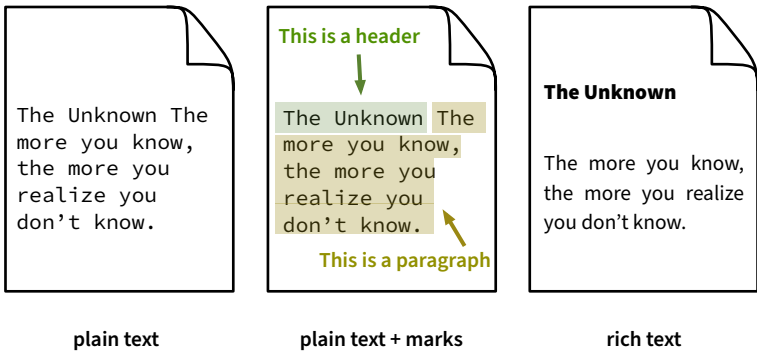 The Unknown The
more you know,
the more you
realize you
don’t know.
plain text
This is a header
The Unknown The
more you know,
the more you
realize you
don’t know.
This is a paragraph
plain text + marks
The Unknown
The more you know,
the more you realize
you don’t know.
rich text